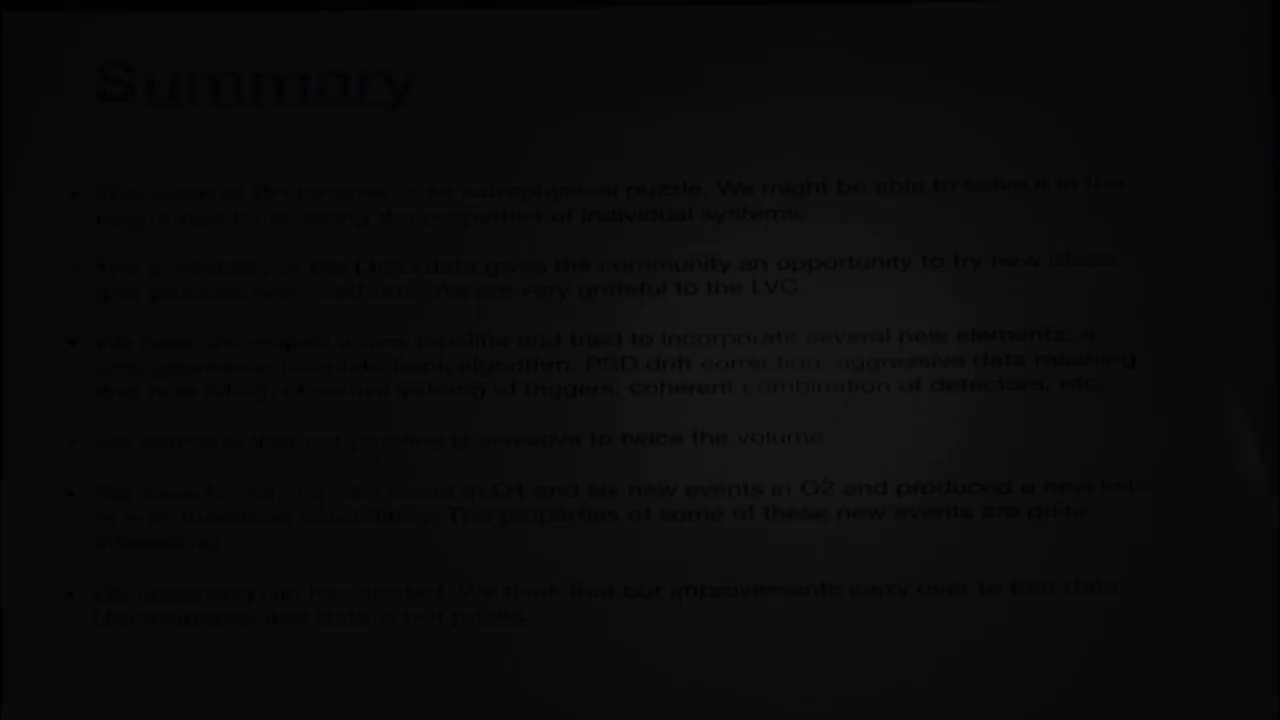 Summary
The origin of BH binaries is an astrophysical puzzle. We might be able to solve it in the
near future by studying the properties of individual systems.
The availability of the LIGO data gives the community an opportunity to try new ideas
and propose new methods. We are very grateful to the LVC.
We have developed a new pipeline and tried to incorporate several new elements, a
new geometric template bank algorithm, PSD drift correction, aggressive data masking
and hole filling, objective vetoing of triggers, coherent combination of detectors, etc.
We estimate that our pipeline is sensitive to twice the volume
We have found one new event in O1 and six new events in O2 and produced a new list
of sub-threshold candidates. The properties of some of these new events are quite
interesting.
O3 observing run has started. We think that our improvements carry over to that data.
Unfortunately that data is not public.